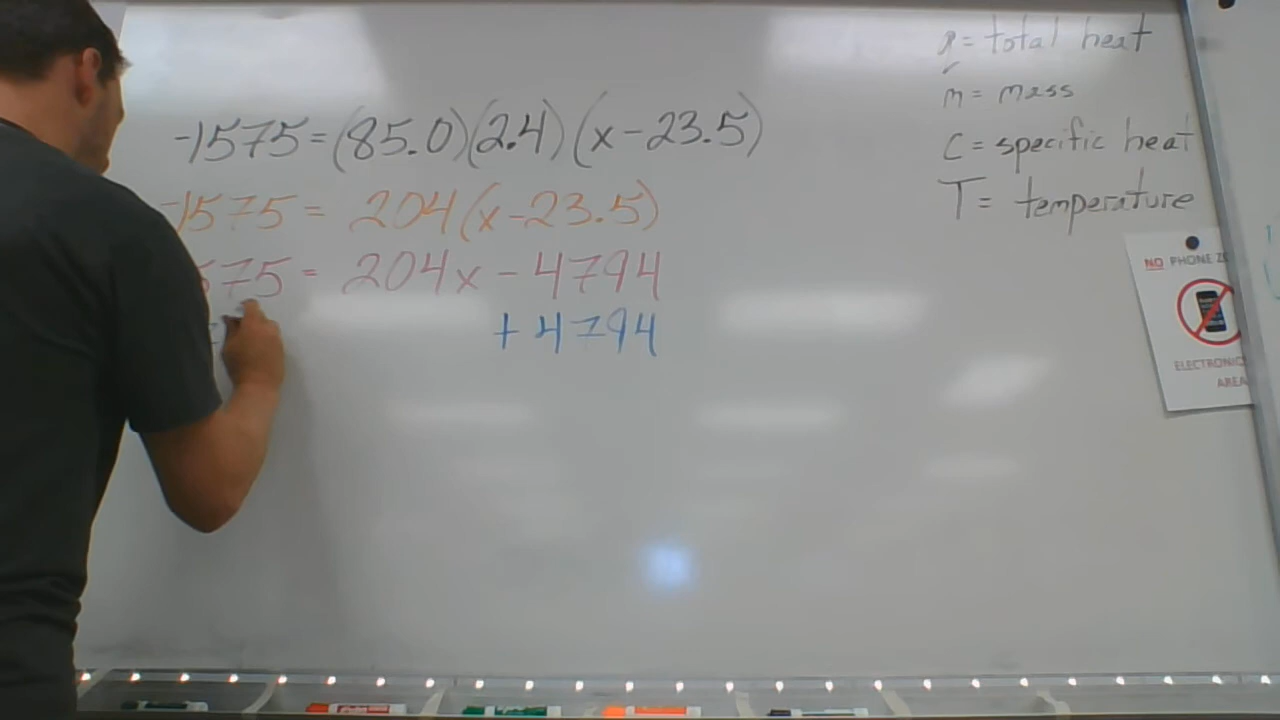 -1575=(85.0)(2.4)(x-23.5)
-1575= 204(x-23.5)
575= 204x-4794
+4794
q= total heat
m= mass
C= specific heat
T= temperature
NO PHONE
ELECTRONIC
AREA